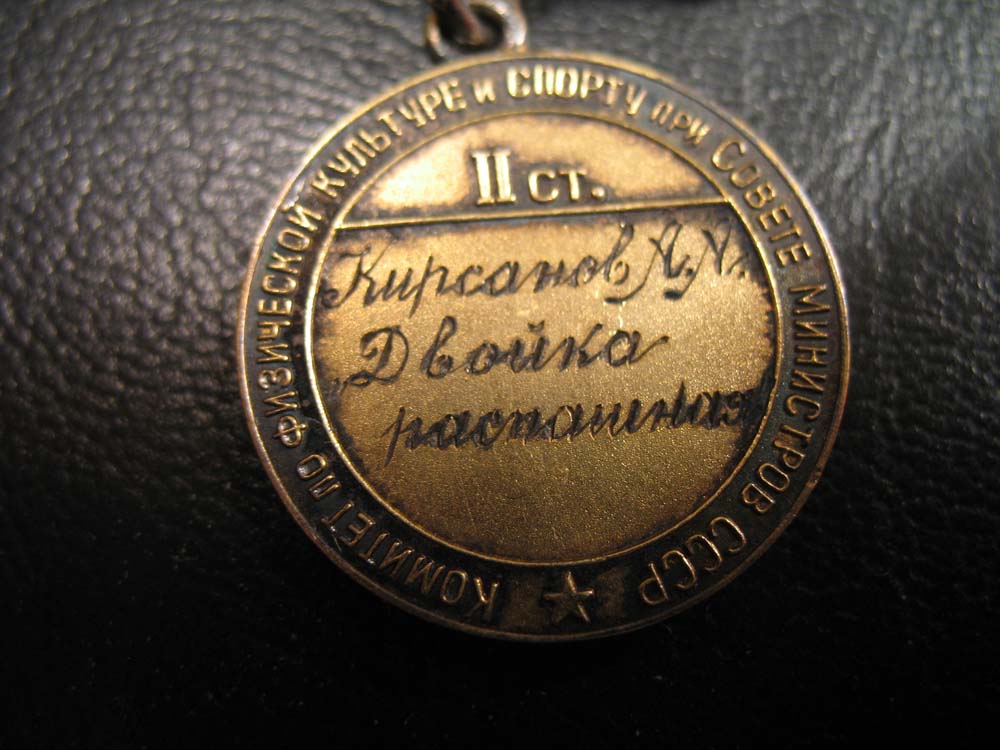 КОМИТЕТ ПО ФИЗИЧЕСКОЙ КУЛЬТУРЕ И СПОРТУ ПРИ СОВЕТЕ МИНИСТРОВ СССР
II СТ.
Кирсанов А.А.
„Двойка
распашная"